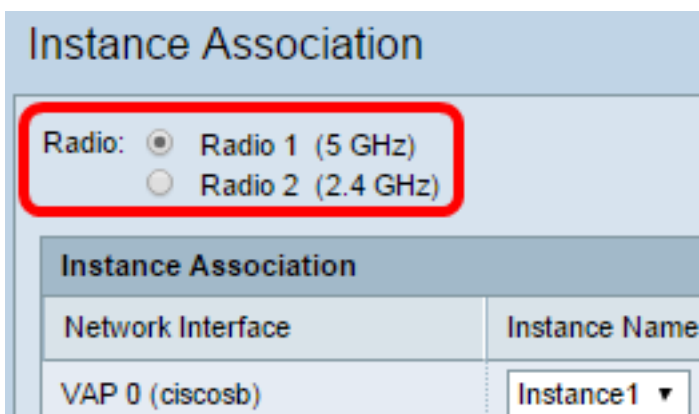 Instance Association
Radio: Radio 1 (5 GHz)
Radio 2 (2.4 GHz)
Instance Association
Network Interface Instance Name
VAP 0 (ciscosb) Instance1